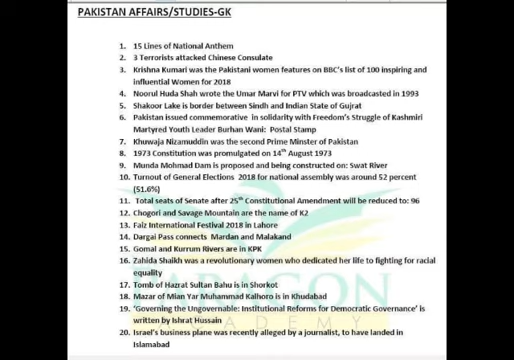 PAKISTAN AFFAIRS/STUDIES-GK
1. 15 Lines of National Anthem
2. 3 Terrorists attacked Chinese Consulate
3. Krishna Kumari was the Pakistani women features on BBC's list of 100 inspiring and
influential Women for 2018
4. Noorul Huda Shah wrote the Umar Marvi for PTV which was broadcasted in 1993
5. Shakoor Lake is border between Sindh and Indian State of Gujrat
6. Pakistan issued commemorative in solidarity with Freedom's Struggle of Kashmiri
Martyred Youth Leader Burhan Wani: Postal Stamp
7. Khuwaja Nizamuddin was the second Prime Minster of Pakistan
8. 1973 Constitution was promulgated on 14th August 1973
9. Munda Mohmad Dam is proposed and being constructed on: Swat River
10. Turnout of General Elections 2018 for national assembly was around 52 percent
(51.6%)
11. Total seats of Senate after 25th Constitutional Amendment will be reduced to: 96
12. Chogori and Savage Mountain are the name of K2
13. Faiz International Festival 2018 in Lahore
14. Dargai Pass connects Mardan and Malakand
15. Gomal and Kurrum Rivers are in KPK
16. Zahida Shaikh was a revolutionary women who dedicated her life to fighting for racial
equality
17. Tomb of Hazrat Sultan Bahu is in Shorkot
18. Mazar of Mian Yar Muhammad Kalhoro is in Khudabad
19. 'Governing the Ungovernable: Institutional Reforms for Democratic Governance' is
written by Ishrat Hussain
20. Israel's business plane was recently alleged by a journalist, to have landed in
Islamabad
PARAGON
ACADEMY